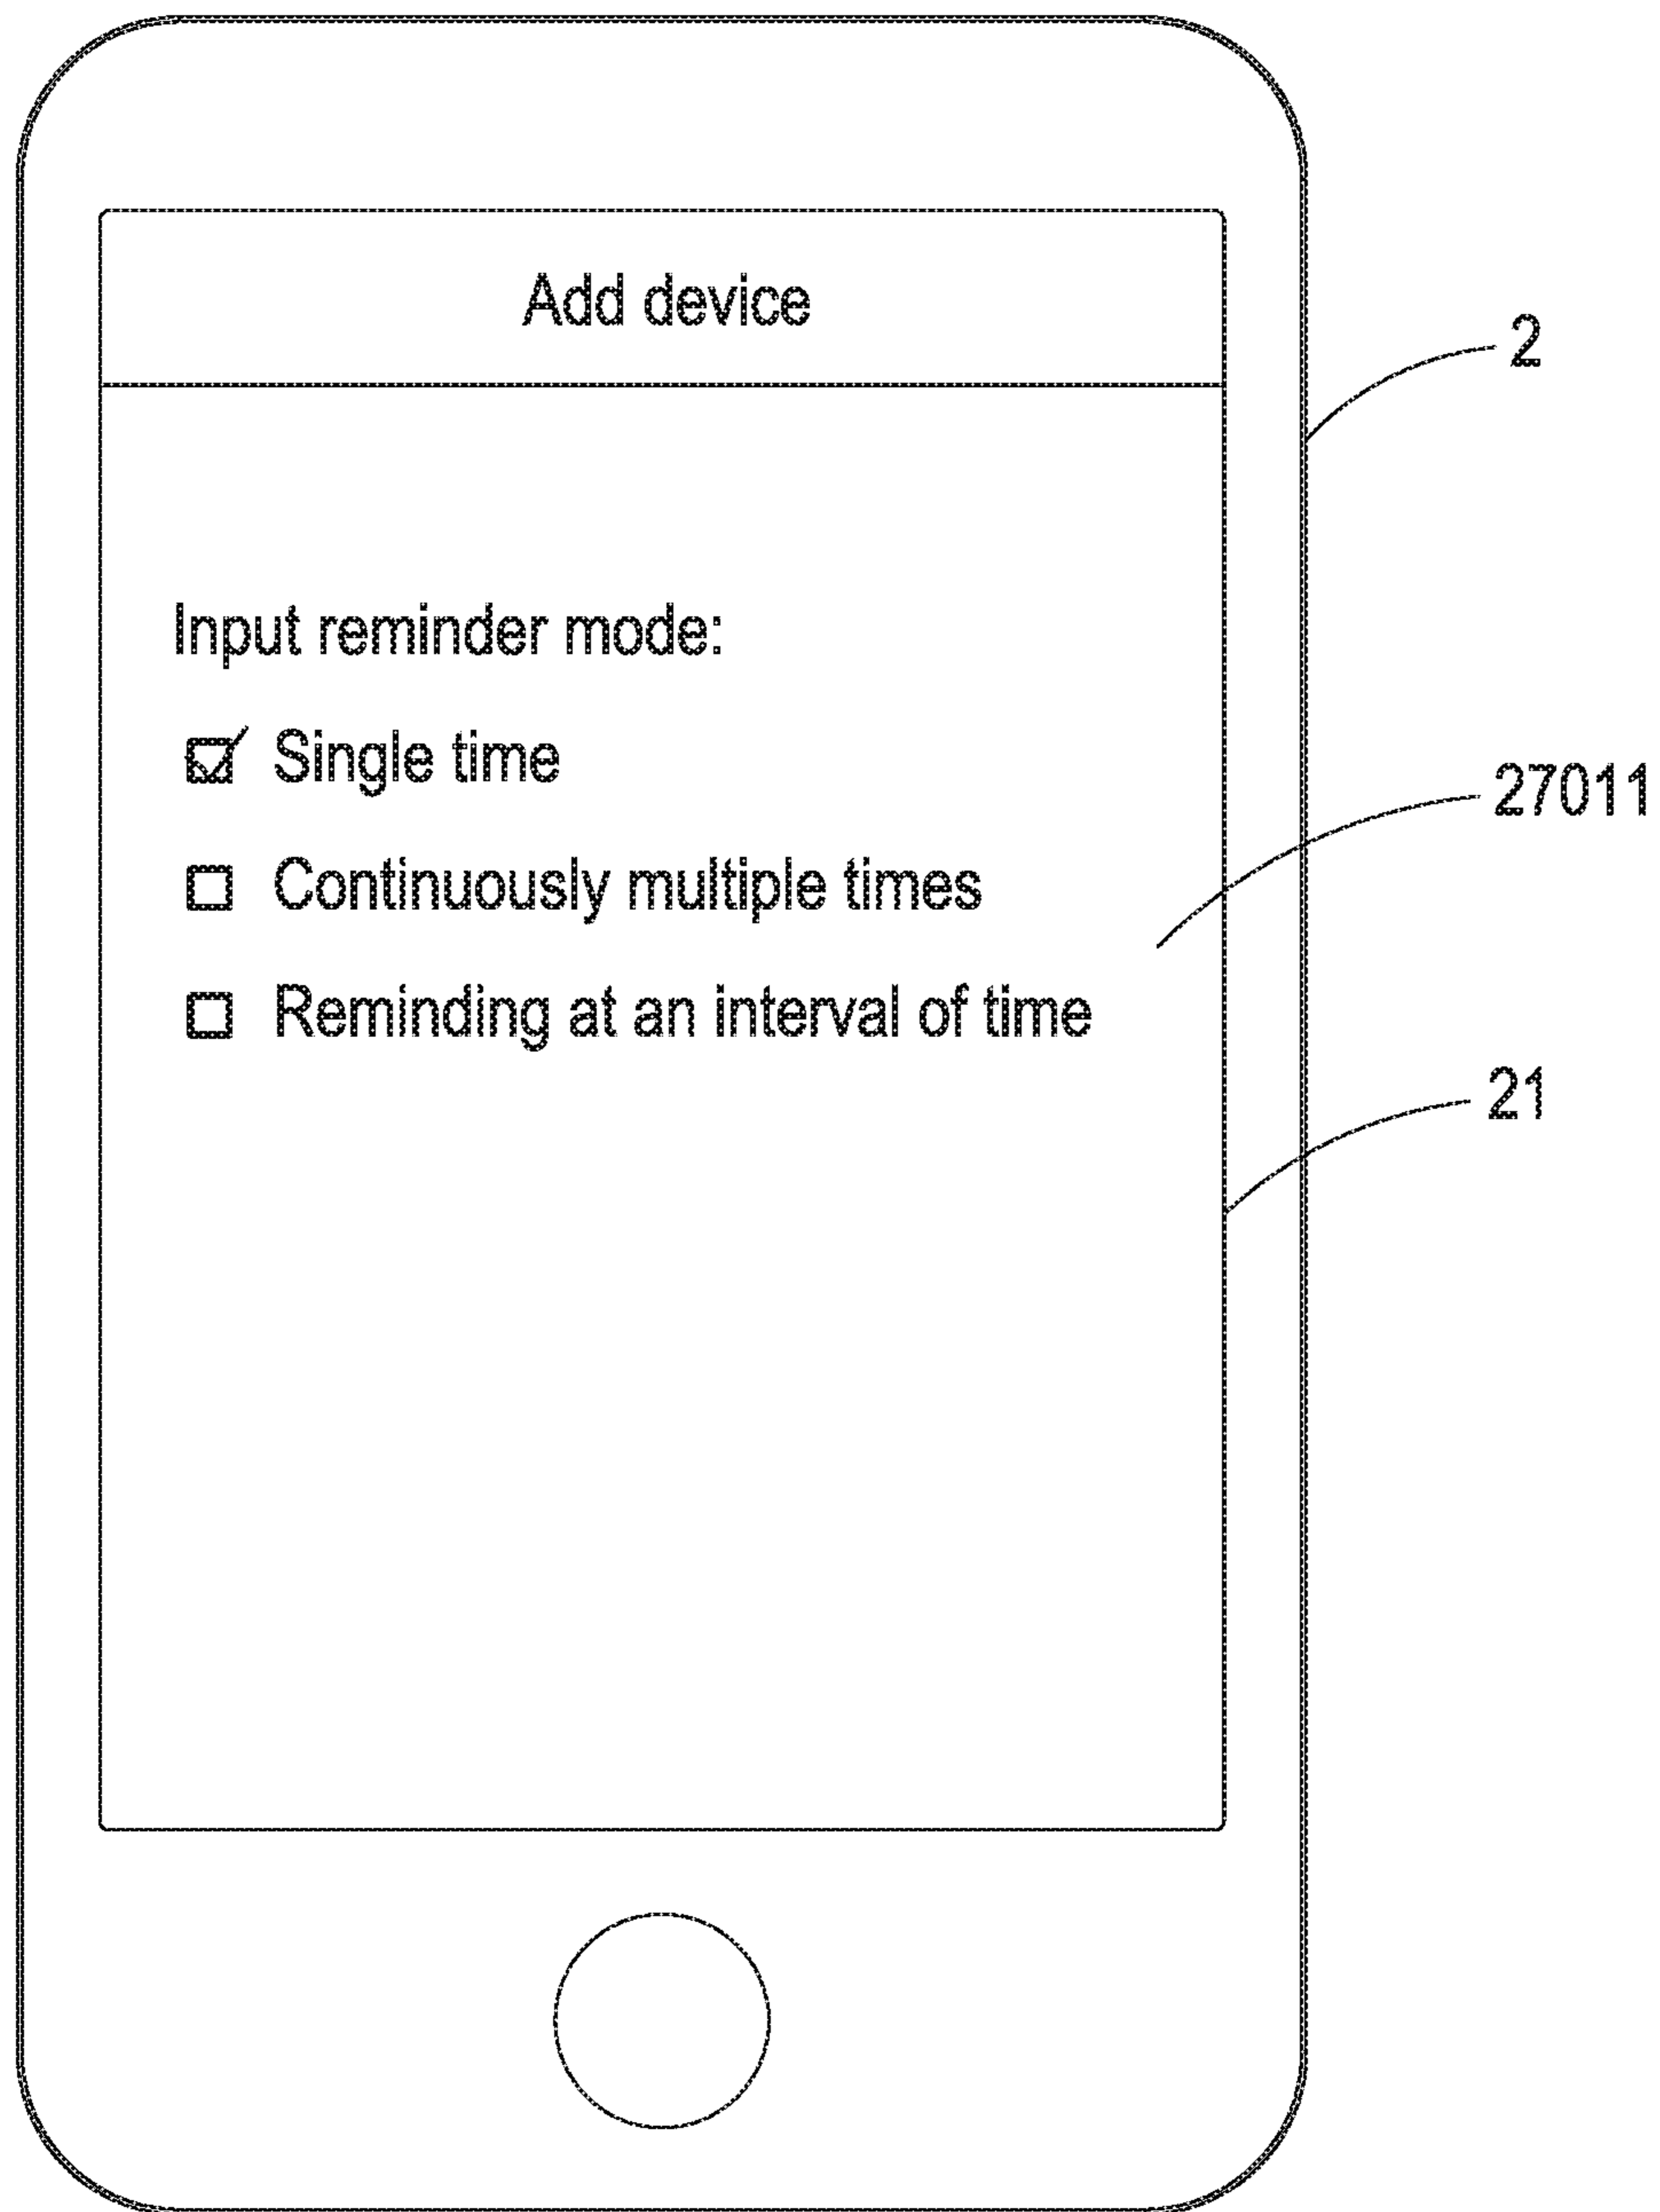 Add device
2
Input reminder mode:
Single time
27011
Continuously multiple times
Reminding at an interval of time
21